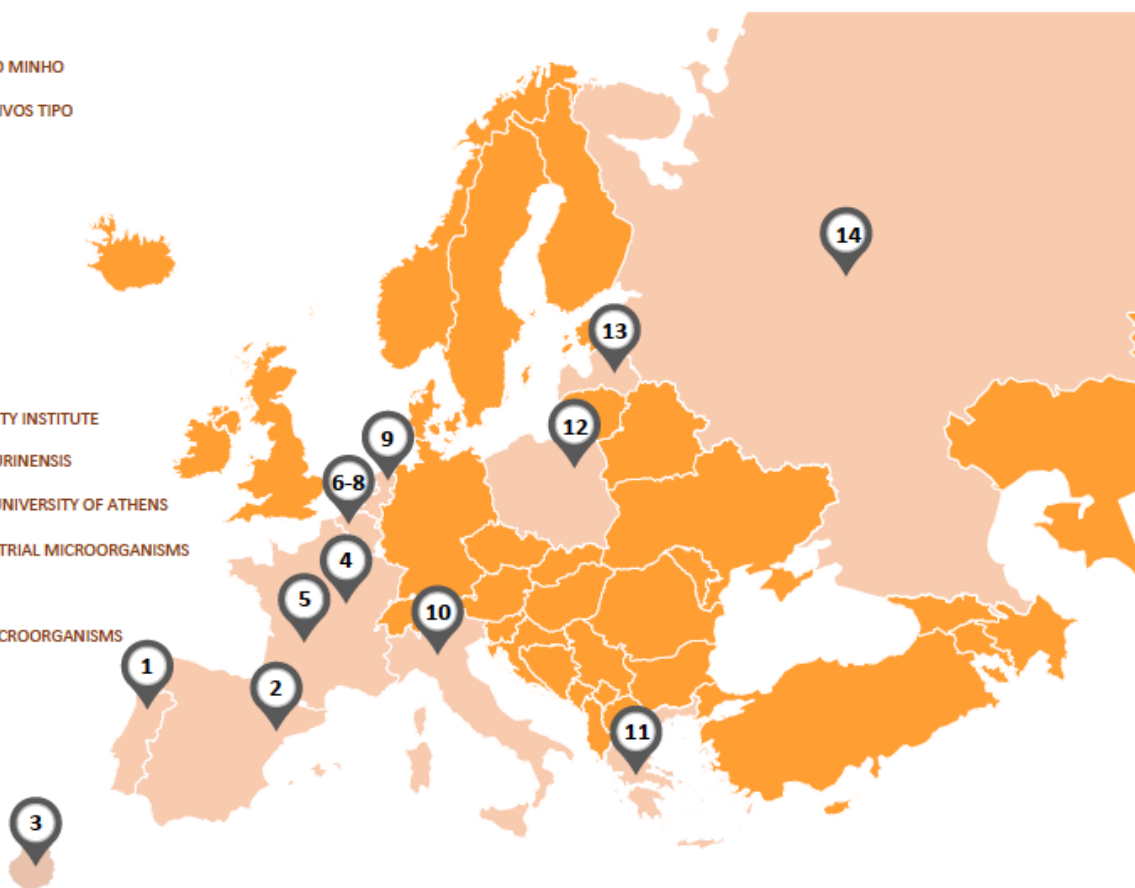 O MINHO
IVOS TIPO
TY INSTITUTE
URINENSIS
UNIVERSITY OF ATHENS
TRIAL MICROORGANISMS
CROORGANISMS
14
13
12
9
6-8
4
5
10
1
2
11
3